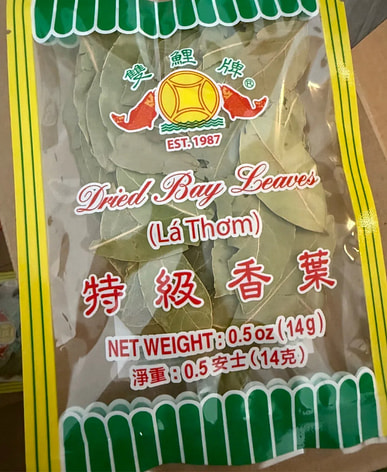 雙鯉牌®
EST. 1987
Dried Bay Leaves
(Lá Thơm)
特級香葉
NET WEIGHT: 0.5 oz (14g)
淨重：0.5 安士 (14克)